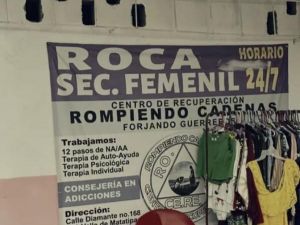 ROCA
HORARIO
SEC. FEMENIL 24/7
CENTRO DE RECUPERACIÓN
ROMPIENDO CADENAS
FORJANDO
Trabajamos:
12 pasos de NA/AA
Terapia de Auto-Ayuda
Terapia Psicológica
Terapia Individual
CONSEJERÍA EN
ADICCIONES
Dirección:
Calle Diamante no.168